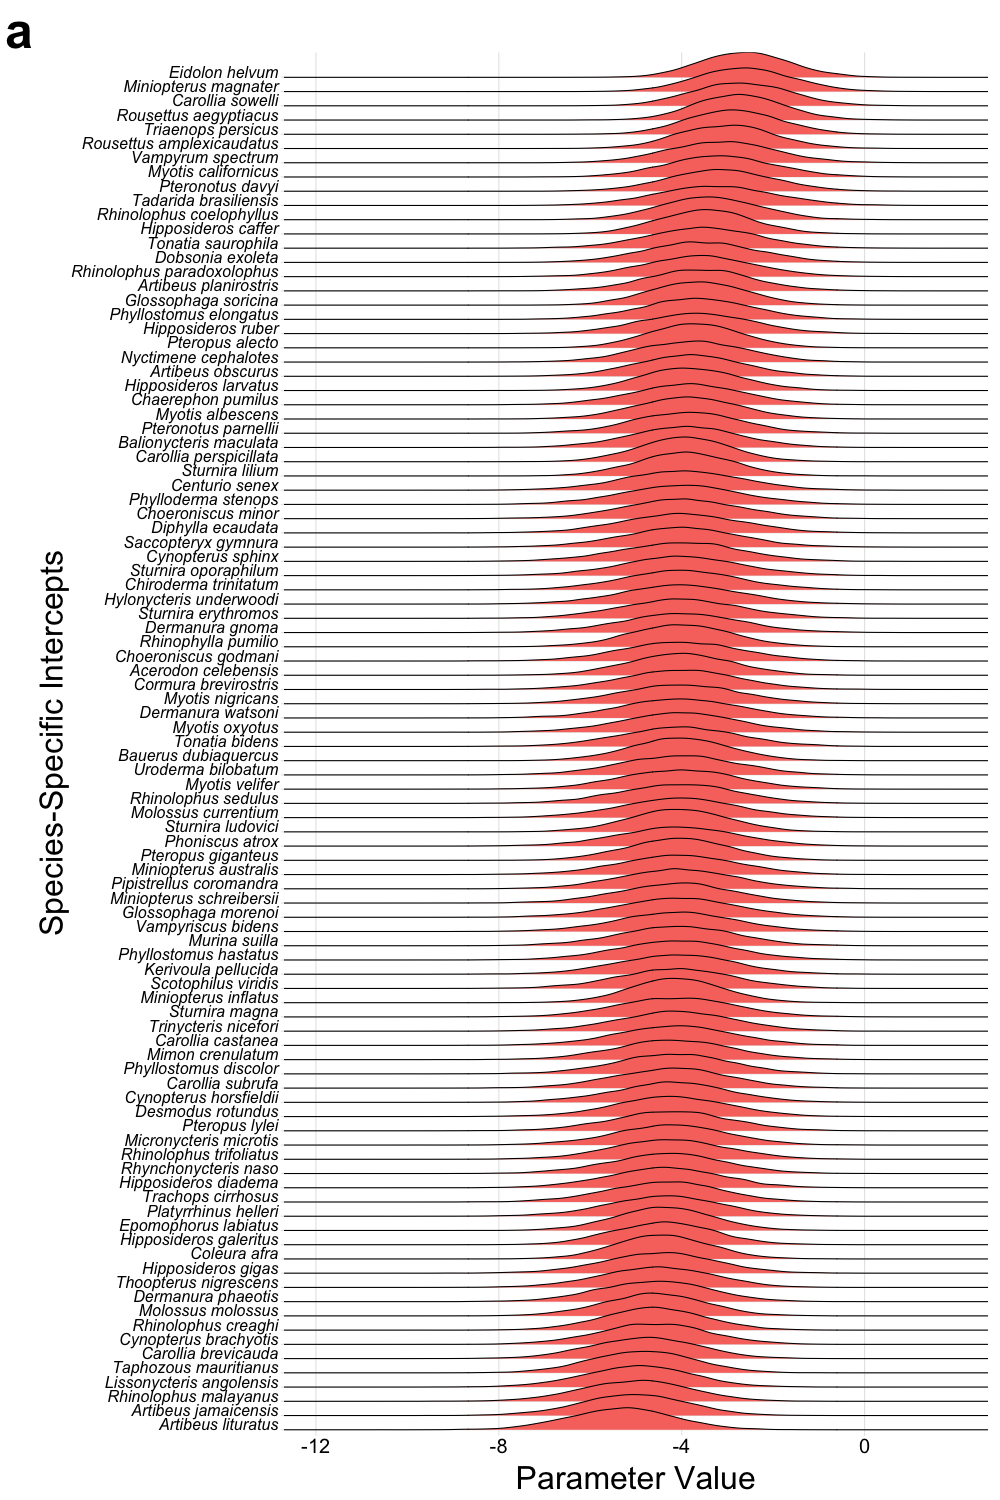 a
Eidolon helvum
Miniopterus magnater
Carollia sowelli
Rousettus aegyptiacus
Triaenops persicus
Rousettus amplexicaudatus
Vampyrum spectrum
Myotis californicus
Pteronotus davyi
Tadarida brasiliensis
Rhinolophus coelophyllus
Hipposideros caffer
Tonatia saurophila
Dobsonia exoleta
Rhinolophus paradoxolophus
Artibeus planirostris
Glossophaga soricina
Phyllostomus elongatus
Hipposideros ruber
Pteropus alecto
Nyctimene cephalotes
Artibeus obscurus
Hipposideros larvatus
Chaerephon pumilus
Myotis albescens
Pteronotus parnellii
Balionycteris maculata
Carollia perspicillata
Sturnira lilium
Centurio senex
Phylloderma stenops
Choeroniscus minor
Diphylla ecaudata
Saccopteryx gymnura
Cynopterus sphinx
Sturnira oporaphilum
Chiroderma trinitatum
Hylonycteris underwoodi
Sturnira erythromos
Dermanura gnoma
Rhinophylla pumilio
Choeroniscus godmani
Acerodon celebensis
Cormura brevirostris
Myotis nigricans
Dermanura watsoni
Myotis oxyotus
Tonatia bidens
Bauerus dubiaquercus
Uroderma bilobatum
Myotis velifer
Rhinolophus sedulus
Molossus currentium
Sturnira ludovici
Phoniscus atrox
Pteropus giganteus
Miniopterus australis
Pipistrellus coromandra
Miniopterus schreibersii
Glossophaga morenoi
Vampyriscus bidens
Murina suilla
Phyllostomus hastatus
Kerivoula pellucida
Scotophilus viridis
Miniopterus inflatus
Sturnira magna
Trinycteris nicefori
Carollia castanea
Mimon crenulatum
Phyllostomus discolor
Carollia subrufa
Cynopterus horsfieldii
Desmodus rotundus
Pteropus lylei
Micronycteris microtis
Rhinolophus trifoliatus
Rhynchonycteris naso
Hipposideros diadema
Trachops cirrhosus
Platyrrhinus helleri
Epomophorus labiatus
Hipposideros galeritus
Coleura afra
Hipposideros gigas
Thoopterus nigrescens
Dermanura phaeotis
Molossus molossus
Rhinolophus creaghi
Cynopterus brachyotis
Carollia brevicauda
Taphozous mauritianus
Lissonycteris angolensis
Rhinolophus malayanus
Artibeus jamaicensis
Artibeus lituratus
Species-Specific Intercepts
-12 -8 -4 0
Parameter Value